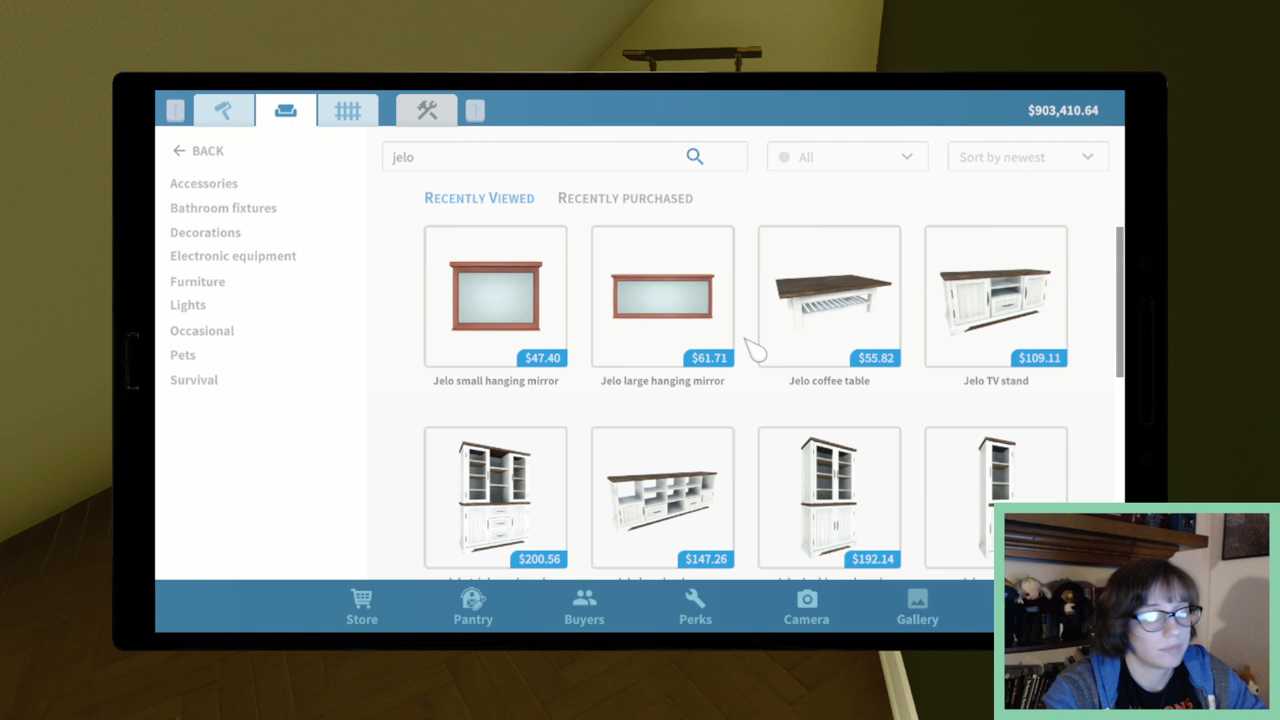 $903,410.64
BACK
jelo
All
Sort by newest
Accessories
Bathroom fixtures
Decorations
Electronic equipment
Furniture
Lights
Occasional
Pets
Survival
RECENTLY VIEWED
RECENTLY PURCHASED
$47.40
$61.71
$55.82
$109.11
Jelo small hanging mirror
Jelo large hanging mirror
Jelo coffee table
Jelo TV stand
$200.56
$147.26
$192.14
Store
Pantry
Buyers
Perks
Camera
Gallery